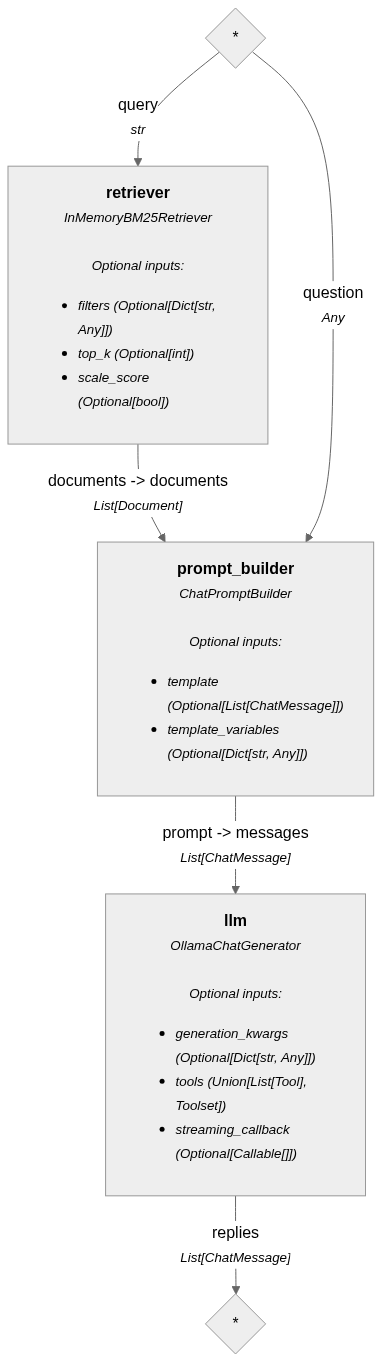 *
query
str
retriever
InMemoryBM25Retriever
Optional inputs:
• filters (Optional[Dict[str,
Any]])
• top_k (Optional[int])
• scale_score
(Optional[bool])
question
Any
documents -> documents
List[Document]
prompt_builder
ChatPromptBuilder
Optional inputs:
• template
(Optional[List[ChatMessage]])
• template_variables
(Optional[Dict[str, Any]])
prompt -> messages
List[ChatMessage]
llm
OllamaChatGenerator
Optional inputs:
• generation_kwargs
(Optional[Dict[str, Any]])
• tools (Union[List[Tool],
Toolset])
• streaming_callback
(Optional[Callable[]])
replies
List[ChatMessage]
*